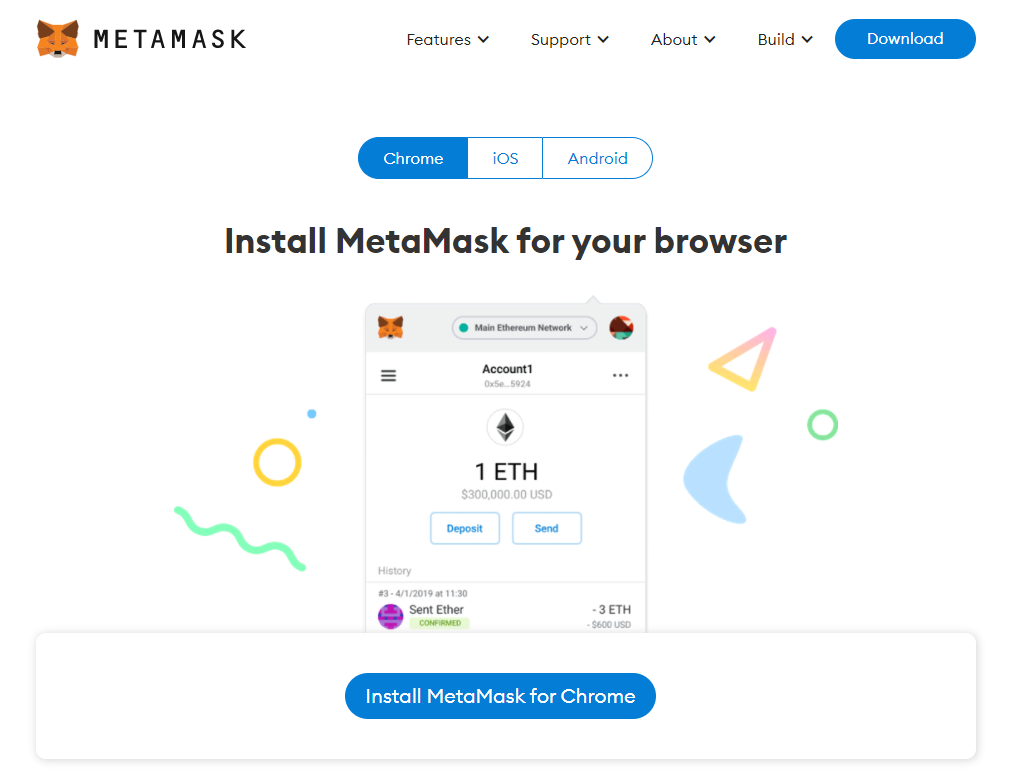 METAMASK
Features
Support
About
Build
Download
Chrome
iOS
Android
Install MetaMask for your browser
Main Ethereum Network
Account1
0x5e...5924
1 ETH
$300,000.00 USD
Deposit
Send
History
#3 - 4/1/2019 at 11:30
Sent Ether
- 3 ETH
CONFIRMED
- $600 USD
Install MetaMask for Chrome